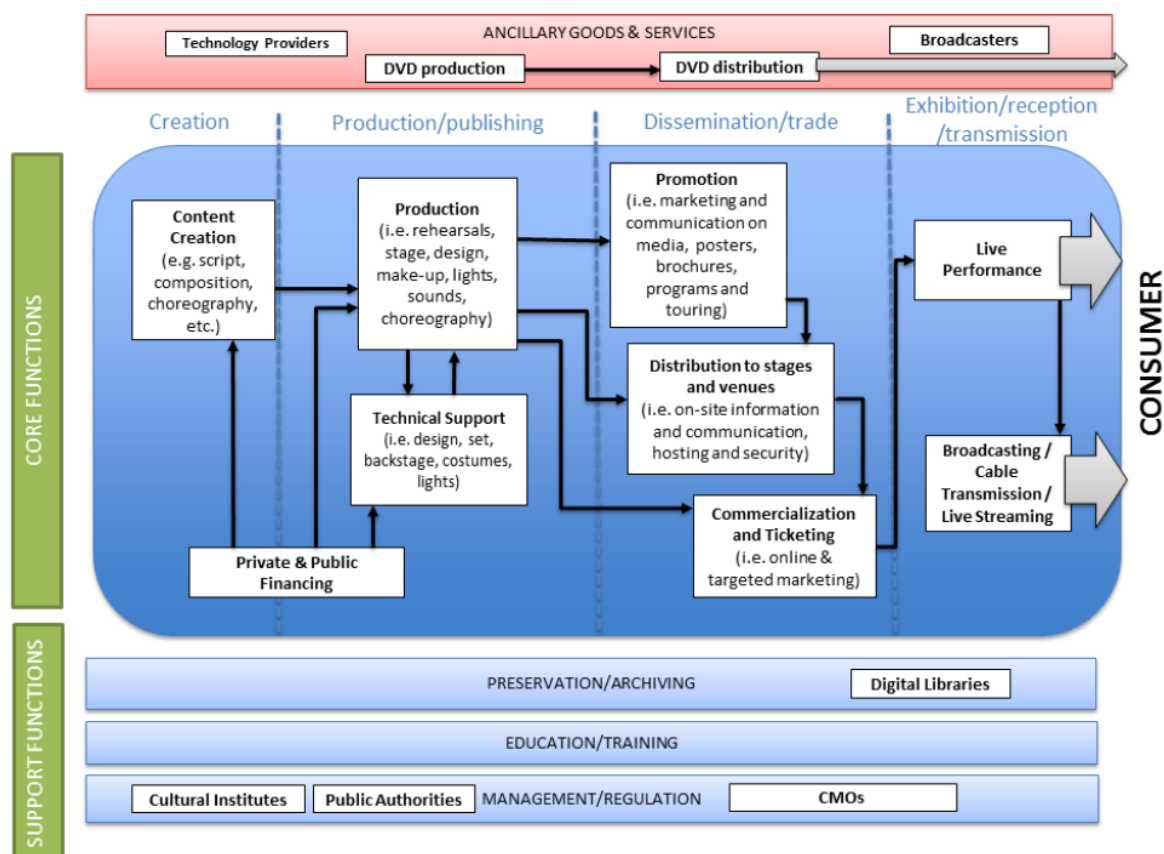 ANCILLARY GOODS & SERVICES
Technology Providers
Broadcasters
DVD production
DVD distribution
Creation
Production/publishing
Dissemination/trade
Exhibition/reception
/transmission
CORE FUNCTIONS
Content
Creation
(e.g. script,
composition,
choreography,
etc.)
Production
(i.e. rehearsals,
stage, design,
make-up, lights,
sounds,
choreography)
Technical Support
(i.e. design, set,
backstage, costumes,
lights)
Private & Public
Financing
Promotion
(i.e. marketing and
communication on
media, posters,
brochures,
programs and
touring)
Distribution to stages
and venues
(i.e. on-site information
and communication,
hosting and security)
Commercialization
and Ticketing
(i.e. online &
targeted marketing)
Live
Performance
Broadcasting /
Cable
Transmission /
Live Streaming
CONSUMER
SUPPORT FUNCTIONS
PRESERVATION/ARCHIVING
Digital Libraries
EDUCATION/TRAINING
Cultural Institutes
Public Authorities
MANAGEMENT/REGULATION
CMOs